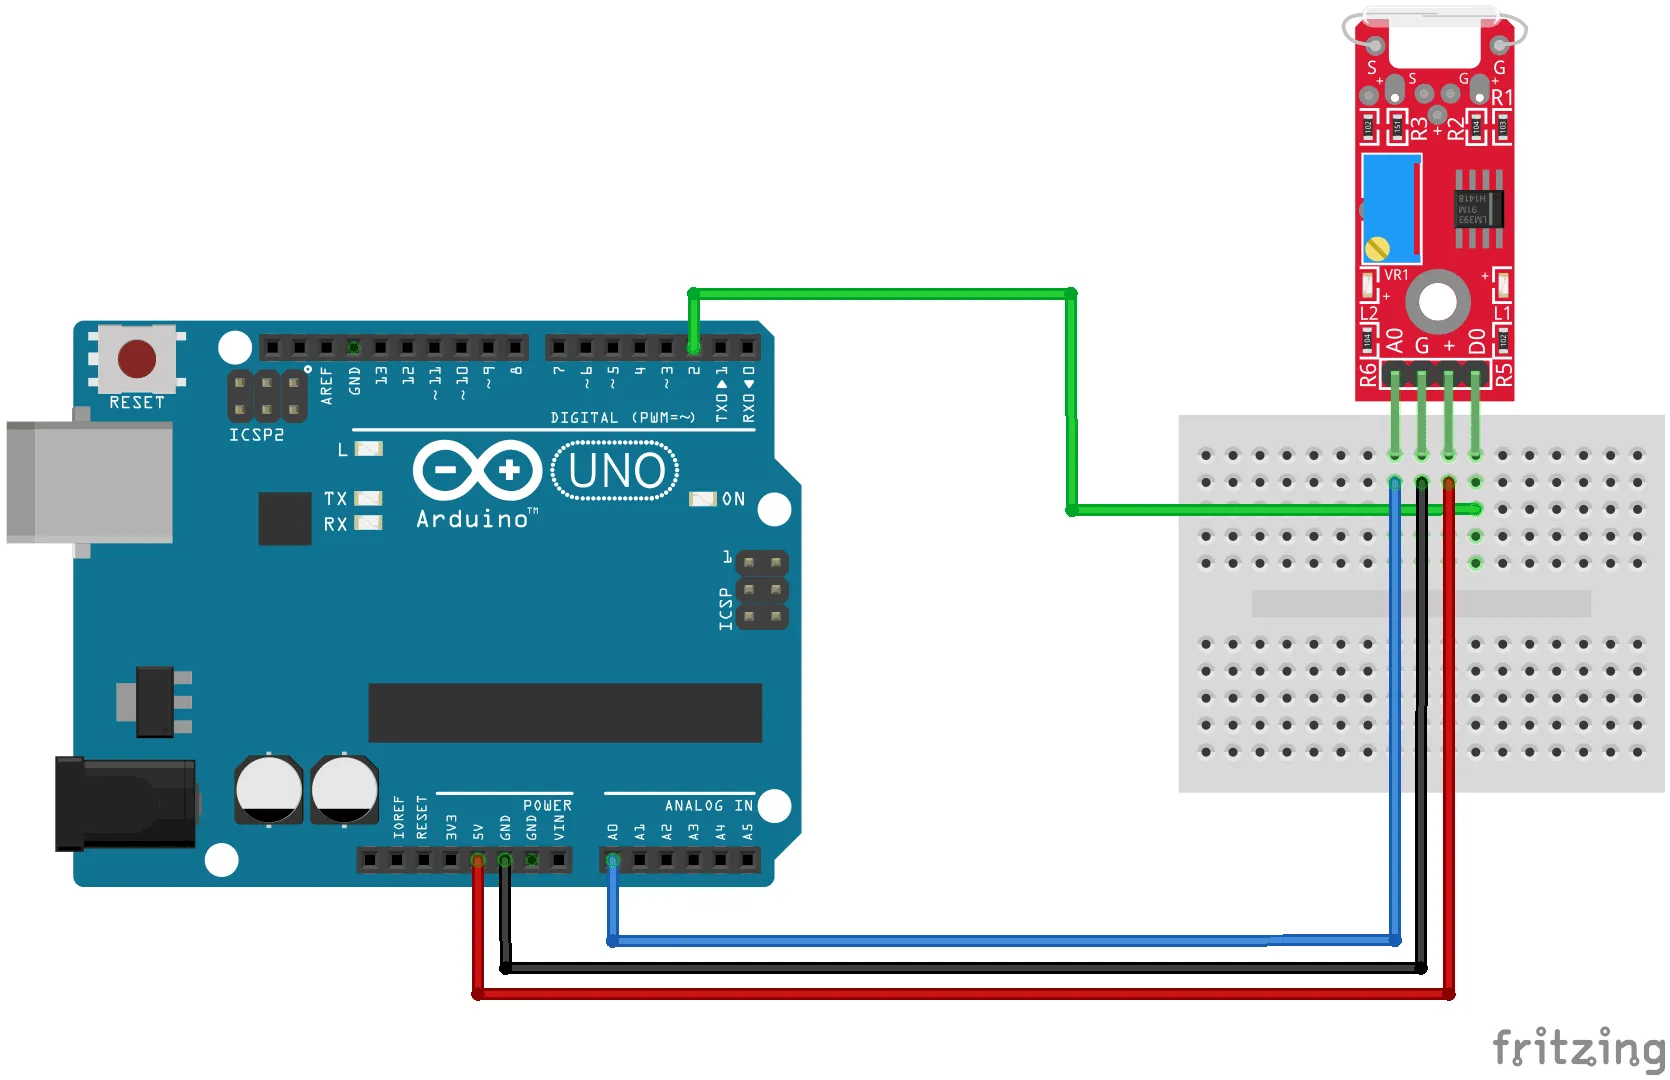 S G
+ S G +
R1
102 151 R3 + R2 104 103
LM393
91M
H1418
VR1 +
+
L2 L1
104 A0 G + D0 102
R6 R5
RESET
ICSP2
AREF GND 13 12 ~11 ~10 ~9 8 7 ~6 ~5 4 ~3 2 TX0▶1 RX0◀0
DIGITAL (PWM=~)
L
TX
RX
UNO
Arduino™
ON
1
ICSP
IOREF RESET 3V3 5V GND GND VIN
POWER
A0 A1 A2 A3 A4 A5
ANALOG IN
fritzing